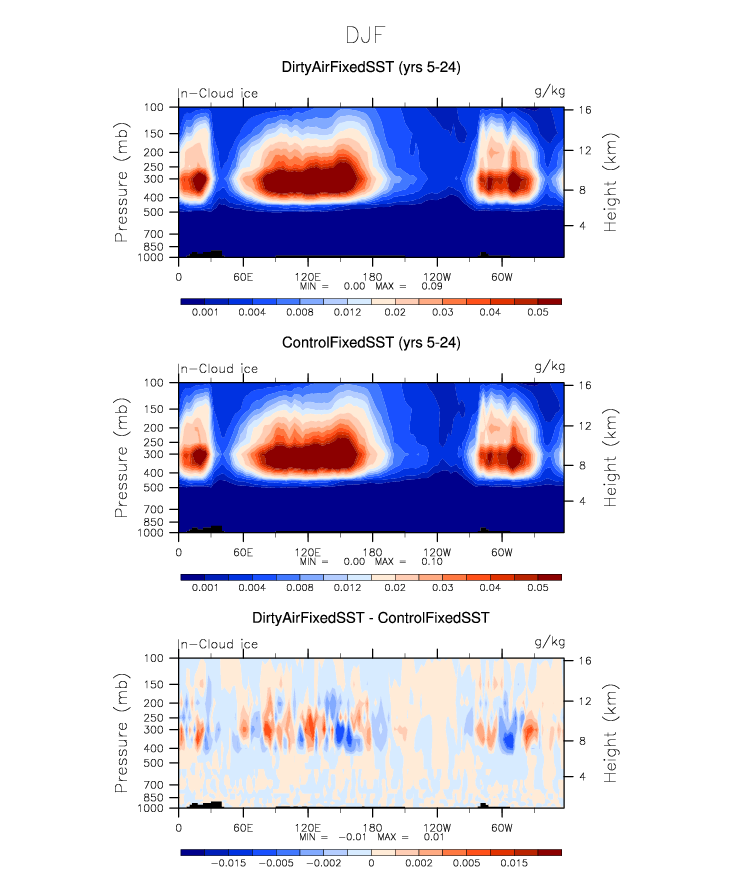 DJF
DirtyAirFixedSST (yrs 5-24)
n-Cloud ice g/kg
Pressure (mb)
100
150
200
250
300
400
500
700
850
1000
16
12
8
4
Height (km)
0 60E 120E 180 120W 60W
MIN = 0.00 MAX = 0.09
0.001 0.004 0.008 0.012 0.02 0.03 0.04 0.05
ControlFixedSST (yrs 5-24)
n-Cloud ice g/kg
Pressure (mb)
100
150
200
250
300
400
500
700
850
1000
16
12
8
4
Height (km)
0 60E 120E 180 120W 60W
MIN = 0.00 MAX = 0.10
0.001 0.004 0.008 0.012 0.02 0.03 0.04 0.05
DirtyAirFixedSST - ControlFixedSST
n-Cloud ice g/kg
Pressure (mb)
100
150
200
250
300
400
500
700
850
1000
16
12
8
4
Height (km)
0 60E 120E 180 120W 60W
MIN = -0.01 MAX = 0.01
-0.015 -0.005 -0.002 0 0.002 0.005 0.015